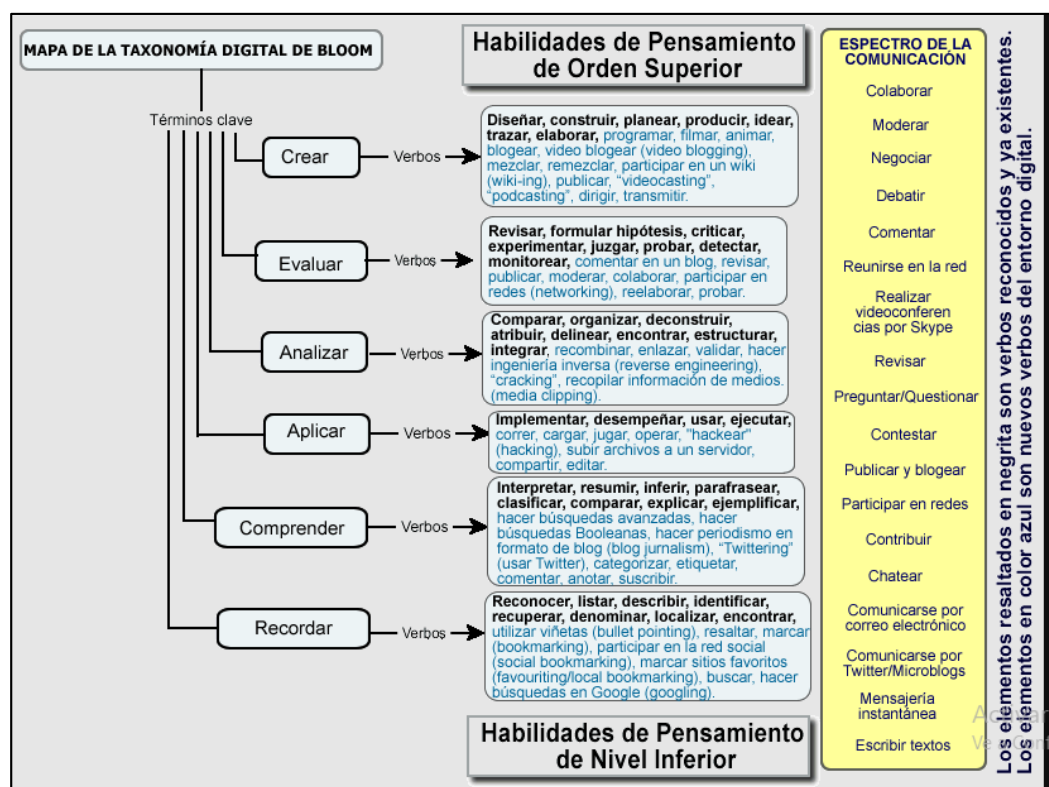 MAPA DE LA TAXONOMÍA DIGITAL DE BLOOM
Términos clave
Habilidades de Pensamiento
de Orden Superior
Crear
Verbos
Diseñar, construir, planear, producir, idear,
trazar, elaborar, programar, filmar, animar,
blogear, video blogear (video blogging),
mezclar, remezclar, participar en un wiki
(wiki-ing), publicar, “videocasting”,
“podcasting”, dirigir, transmitir.
Evaluar
Verbos
Revisar, formular hipótesis, criticar,
experimentar, juzgar, probar, detectar,
monitorear, comentar en un blog, revisar,
publicar, moderar, colaborar, participar en
redes (networking), reelaborar, probar.
Analizar
Verbos
Comparar, organizar, deconstruir,
atribuir, delinear, encontrar, estructurar,
integrar, recombinar, enlazar, validar, hacer
ingeniería inversa (reverse engineering),
“cracking”, recopilar información de medios.
(media clipping).
Aplicar
Verbos
Implementar, desempeñar, usar, ejecutar,
correr, cargar, jugar, operar, "hackear"
(hacking), subir archivos a un servidor,
compartir, editar.
Comprender
Verbos
Interpretar, resumir, inferir, parafrasear,
clasificar, comparar, explicar, ejemplificar,
hacer búsquedas avanzadas, hacer
búsquedas Booleanas, hacer periodismo en
formato de blog (blog journalism), “Twittering”
(usar Twitter), categorizar, etiquetar,
comentar, anotar, suscribir.
Recordar
Verbos
Reconocer, listar, describir, identificar,
recuperar, denominar, localizar, encontrar,
utilizar viñetas (bullet pointing), resaltar, marcar
(bookmarking), participar en la red social
(social bookmarking), marcar sitios favoritos
(favouriting/local bookmarking), buscar, hacer
búsquedas en Google (googling).
Habilidades de Pensamiento
de Nivel Inferior
ESPECTRO DE LA
COMUNICACIÓN
Colaborar
Moderar
Negociar
Debatir
Comentar
Reunirse en la red
Realizar
videoconferen
cias por Skype
Revisar
Preguntar/Questionar
Contestar
Publicar y blogear
Participar en redes
Contribuir
Chatear
Comunicarse por
correo electrónico
Comunicarse por
Twitter/Microblogs
Mensajería
instantánea
Escribir textos
Los elementos resaltados en negrita son verbos reconocidos y ya existentes.
Los elementos en color azul son nuevos verbos del entorno digital.